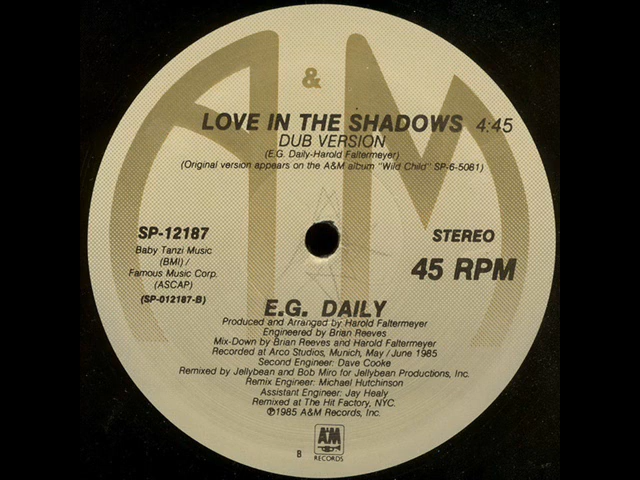 &
LOVE IN THE SHADOWS 4:45
DUB VERSION
(E.G. Daily-Harold Faltermeyer)
(Original version appears on the A&M album "Wild Child" SP-6-5081)
SP-12187
Baby Tanzi Music
(BMI) /
Famous Music Corp.
(ASCAP)
(SP-012187-B)
STEREO
45 RPM
E.G. DAILY
Produced and Arranged by Harold Faltermeyer
Engineered by Brian Reeves
Mix-Down by Brian Reeves and Harold Faltermeyer
Recorded at Arco Studios, Munich, May / June 1985
Second Engineer: Dave Cooke
Remixed by Jellybean and Bob Miro for Jellybean Productions, Inc.
Remix Engineer: Michael Hutchinson
Assistant Engineer: Jay Healy
Remixed at The Hit Factory, NYC.
℗1985 A&M Records, Inc.
B
A&M
RECORDS